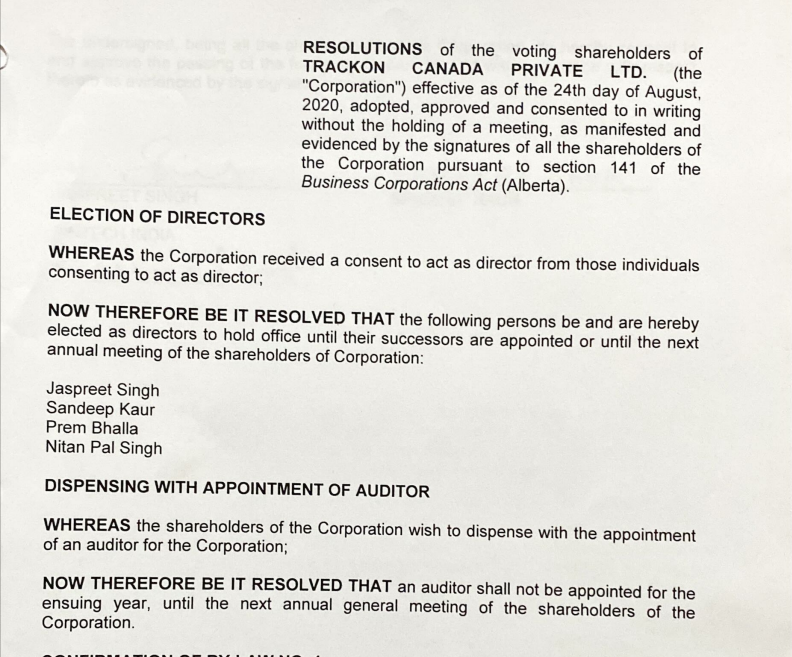 RESOLUTIONS of the voting shareholders of
TRACKON CANADA PRIVATE LTD. (the
"Corporation") effective as of the 24th day of August,
2020, adopted, approved and consented to in writing
without the holding of a meeting, as manifested and
evidenced by the signatures of all the shareholders of
the Corporation pursuant to section 141 of the
Business Corporations Act (Alberta).
ELECTION OF DIRECTORS
WHEREAS the Corporation received a consent to act as director from those individuals
consenting to act as director;
NOW THEREFORE BE IT RESOLVED THAT the following persons be and are hereby
elected as directors to hold office until their successors are appointed or until the next
annual meeting of the shareholders of Corporation:
Jaspreet Singh
Sandeep Kaur
Prem Bhalla
Nitan Pal Singh
DISPENSING WITH APPOINTMENT OF AUDITOR
WHEREAS the shareholders of the Corporation wish to dispense with the appointment
of an auditor for the Corporation;
NOW THEREFORE BE IT RESOLVED THAT an auditor shall not be appointed for the
ensuing year, until the next annual general meeting of the shareholders of the
Corporation.
CONFIRMATION OF BY-LAW NO.